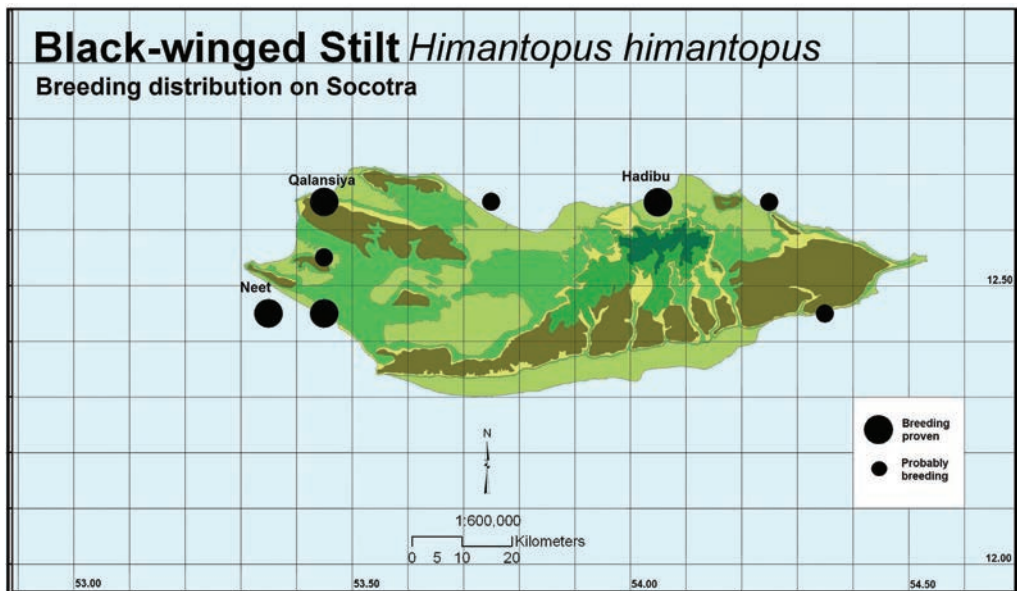 Black-winged Stilt Himantopus himantopus
Breeding distribution on Socotra
Qalansiya
Hadibu
Neet
12.50
Breeding
proven
Probably
breeding
N
1:600,000
Kilometers
0 5 10 20
12.00
53.00 53.50 54.00 54.50